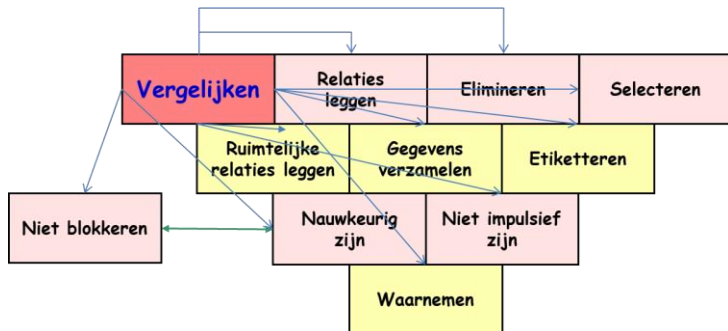 Vergelijken
Relaties
leggen
Elimineren
Selecteren
Ruimtelijke
relaties leggen
Gegevens
verzamelen
Etiketteren
Niet blokkeren
Nauwkeurig
zijn
Niet impulsief
zijn
Waarnemen